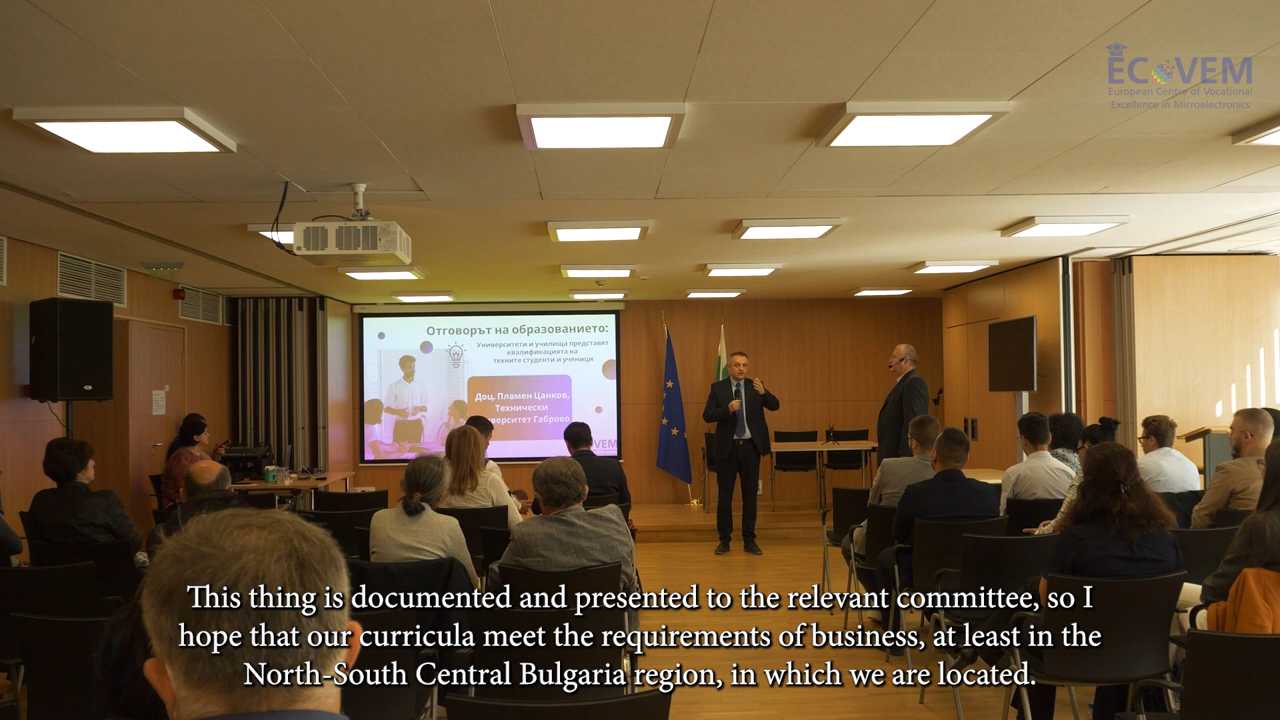 ECOVEM
European Centre of Vocational
Excellence in Microelectronics
Отговорът на образованието:
Университети и училища представят
квалификацията на
техните студенти и ученици
Доц. Пламен Цанков,
Технически
Габрово
VEM
This thing is documented and presented to the relevant committee, so I
hope that our curricula meet the requirements of business, at least in the
North-South Central Bulgaria region, in which we are located.